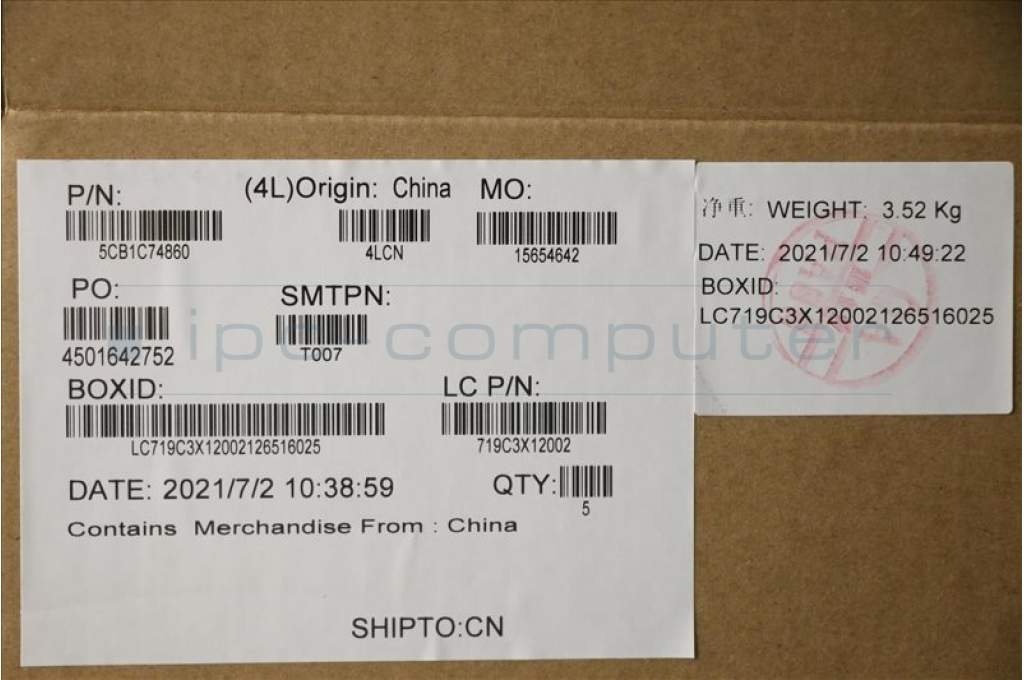 P/N:
5CB1C74860
(4L)Origin: China
4LCN
MO:
15654642
PO:
4501642752
SMTPN:
T007
BOXID:
LC719C3X12002126516025
LC P/N:
719C3X12002
DATE: 2021/7/2 10:38:59
QTY:
5
Contains Merchandise From : China
SHIPTO:CN
净重: WEIGHT: 3.52 Kg
DATE: 2021/7/2 10:49:22
BOXID:
LC719C3X12002126516025
ipc computer